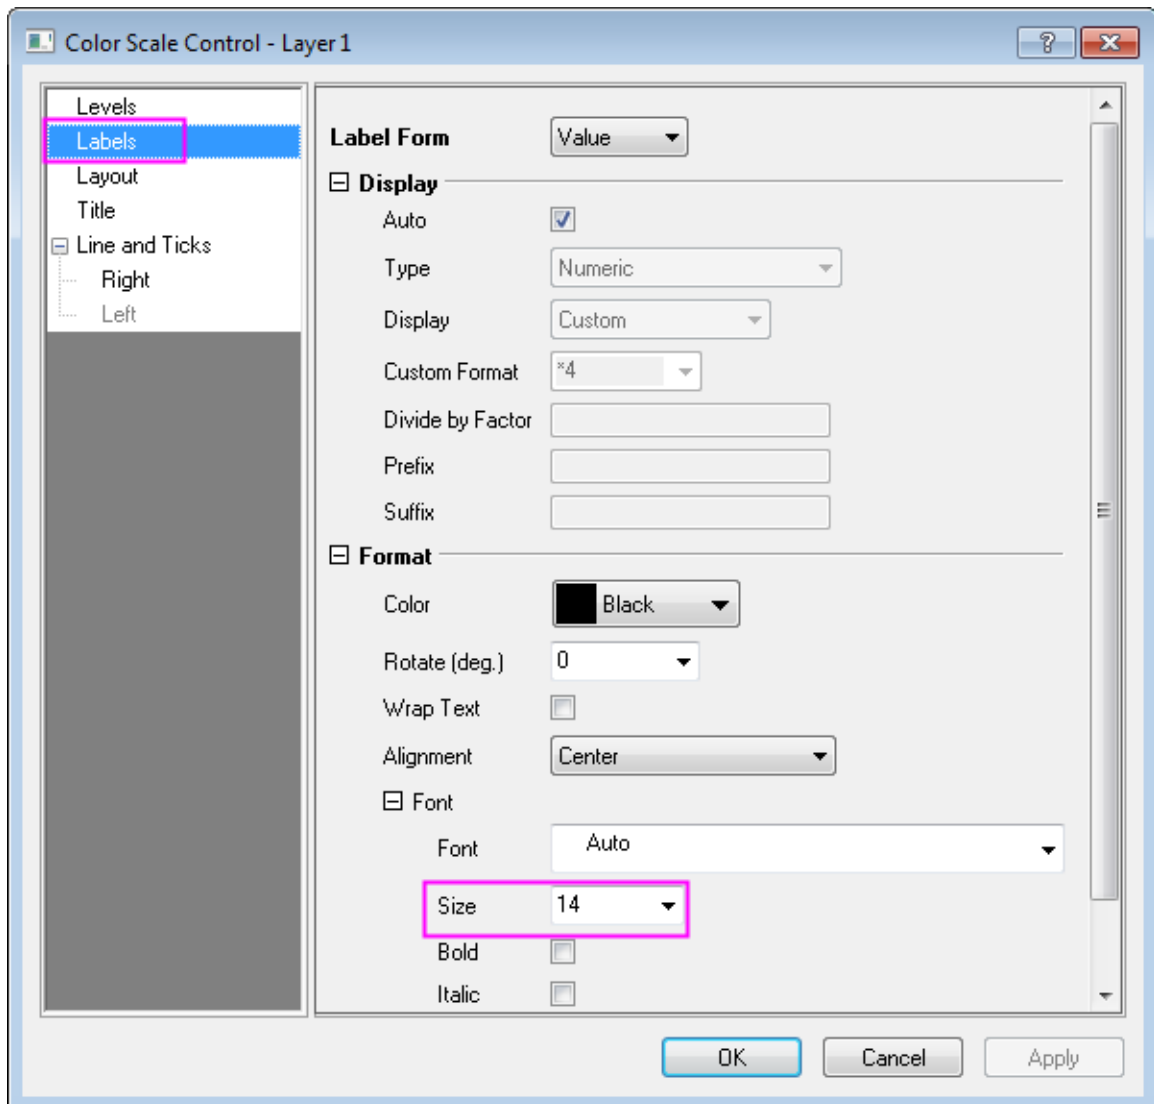 Color Scale Control - Layer 1
Levels
Labels
Layout
Title
Line and Ticks
Right
Left
Label Form Value
Display
Auto
Type Numeric
Display Custom
Custom Format *4
Divide by Factor
Prefix
Suffix
Format
Color Black
Rotate (deg.) 0
Wrap Text
Alignment Center
Font
Font Auto
Size 14
Bold
Italic
OK Cancel Apply